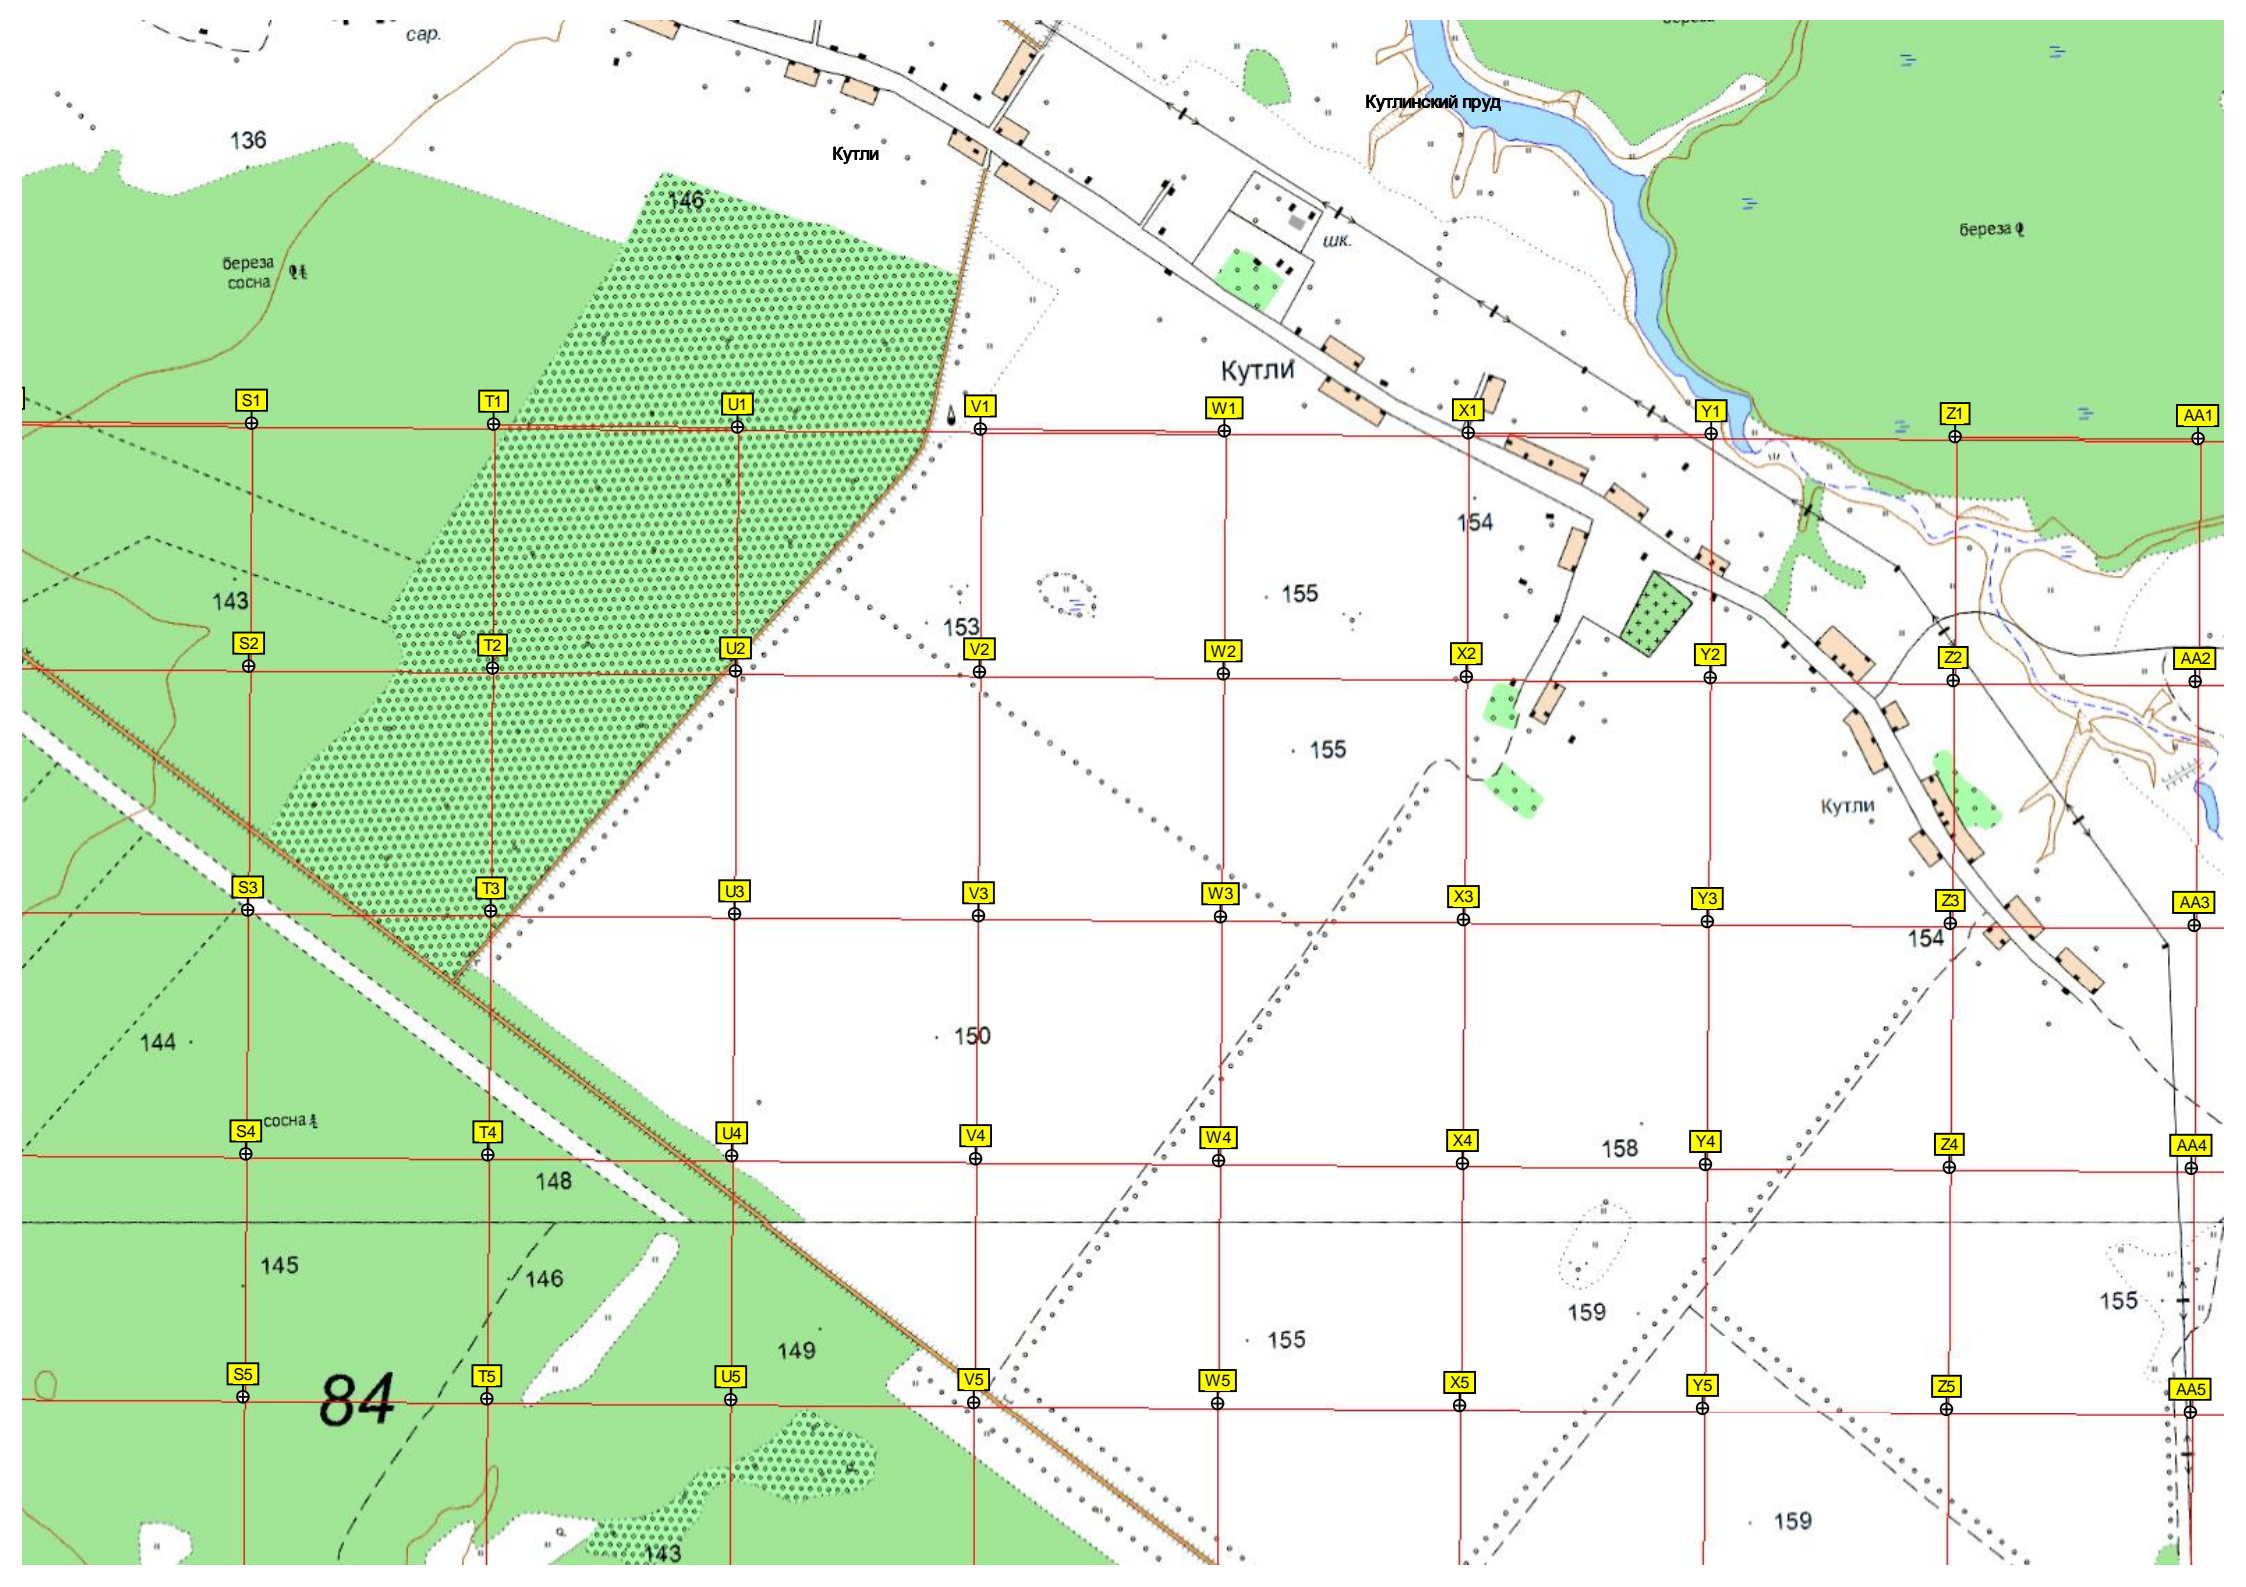 сар.
береза
Кутлинский пруд
136
Кутли
146
береза
береза
сосна
шк.
Кутли
S1
T1
U1
V1
W1
X1
Y1
Z1
AA1
154
143
155
153
S2
T2
U2
V2
W2
X2
Y2
Z2
AA2
155
Кутли
S3
T3
U3
V3
W3
X3
Y3
Z3
AA3
154
144
150
сосна
S4
T4
U4
V4
W4
X4
Y4
Z4
AA4
158
148
145
146
155
159
155
149
S5
T5
U5
V5
W5
X5
Y5
Z5
AA5
84
159
143